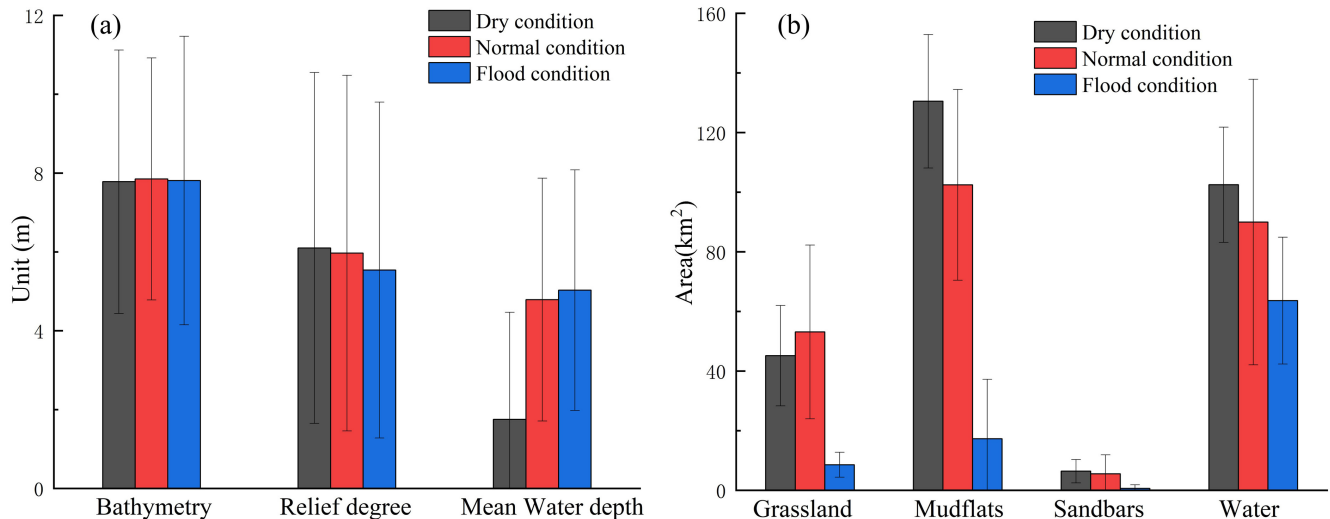 (a)
Dry condition
Normal condition
Flood condition
12
8
4
0
Unit (m)
Bathymetry Relief degree Mean Water depth
(b)
Dry condition
Normal condition
Flood condition
160
120
80
40
0
Area(km²)
Grassland Mudflats Sandbars Water